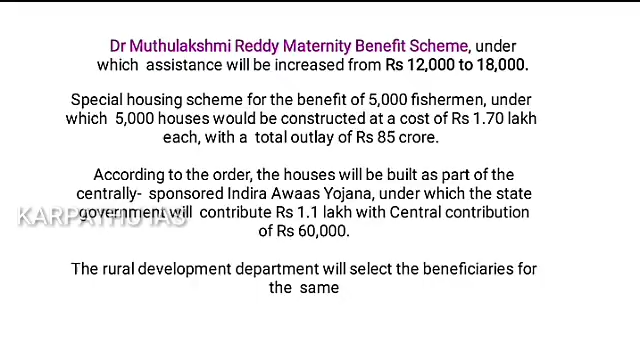 Dr Muthulakshmi Reddy Maternity Benefit Scheme, under
which assistance will be increased from Rs 12,000 to 18,000.
Special housing scheme for the benefit of 5,000 fishermen, under
which 5,000 houses would be constructed at a cost of Rs 1.70 lakh
each, with a total outlay of Rs 85 crore.
According to the order, the houses will be built as part of the
centrally- sponsored Indira Awaas Yojana, under which the state
government will contribute Rs 1.1 lakh with Central contribution
of Rs 60,000.
The rural development department will select the beneficiaries for
the same
KARPATHU IAS